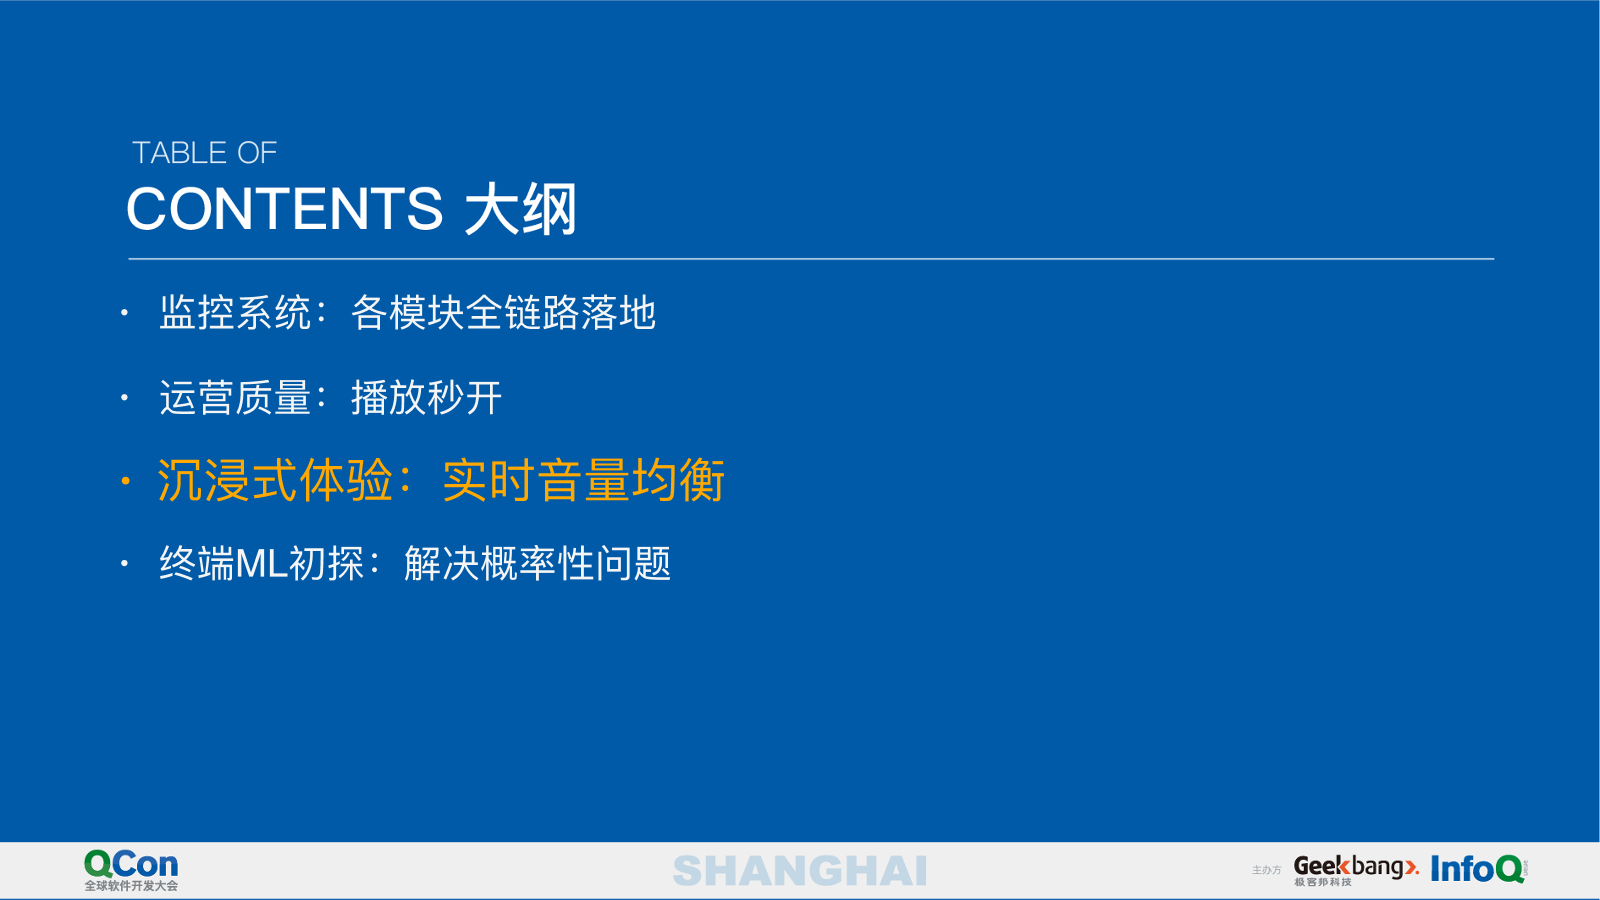 TABLE OF
CONTENTS 大纲
• 监控系统：各模块全链路落地
• 运营质量：播放秒开
• 沉浸式体验：实时音量均衡
• 终端ML初探：解决概率性问题
QCon
全球软件开发大会
SHANGHAI
主办方
Geekbang>.
极客邦科技
InfoQ